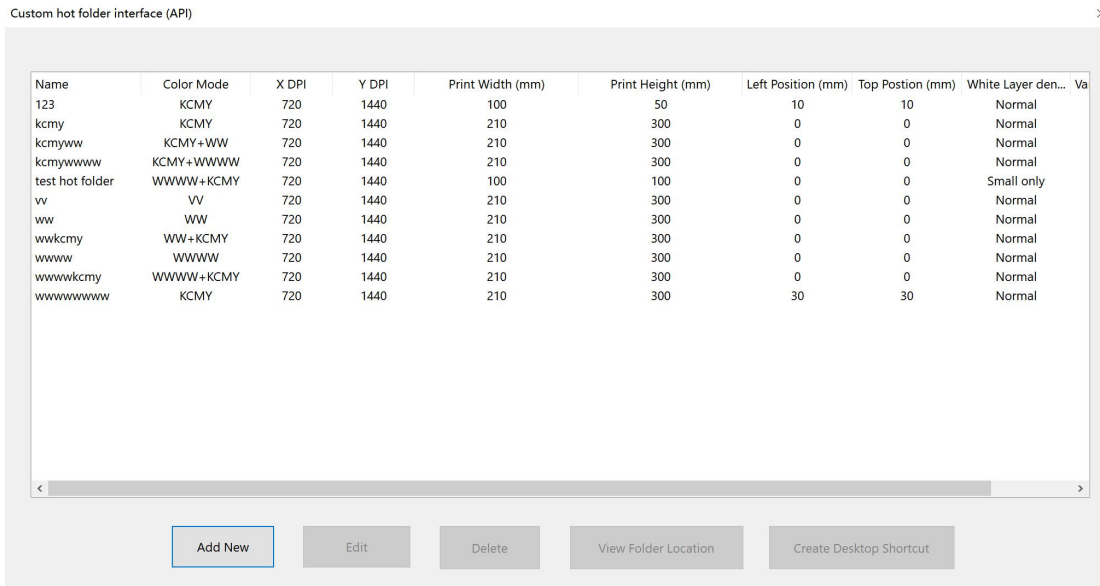 Custom hot folder interface (API)
Name Color Mode X DPI Y DPI Print Width (mm) Print Height (mm) Left Position (mm) Top Postion (mm) White Layer den... Va
123 KCMY 720 1440 100 50 10 10 Normal
kcmy KCMY 720 1440 210 300 0 0 Normal
kcmyww KCMY+WW 720 1440 210 300 0 0 Normal
kcmywwww KCMY+WWWW 720 1440 210 300 0 0 Normal
test hot folder WWWW+KCMY 720 1440 100 100 0 0 Small only
vv VV 720 1440 210 300 0 0 Normal
ww WW 720 1440 210 300 0 0 Normal
wwkcmy WW+KCMY 720 1440 210 300 0 0 Normal
wwww WWWW 720 1440 210 300 0 0 Normal
wwwwkcmy WWWW+KCMY 720 1440 210 300 0 0 Normal
wwwwwwww KCMY 720 1440 210 300 30 30 Normal
Add New Edit Delete View Folder Location Create Desktop Shortcut